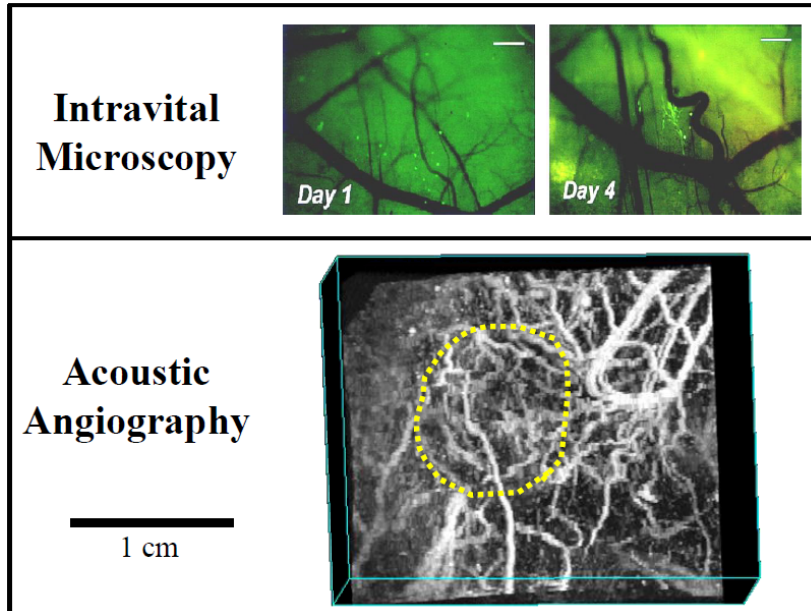 Intravital
Microscopy
Day 1
Day 4
Acoustic
Angiography
1 cm